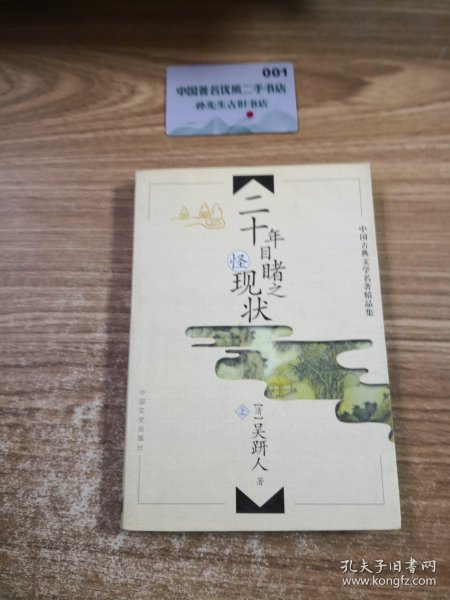 001
中国著名优质二手书店
孙先生古旧书店
二十年目睹之
怪现状
中国古典文学名著精品集
上
【清】吴趼人 著
中国文史出版社
孔夫子旧书网
www.kongfz.com